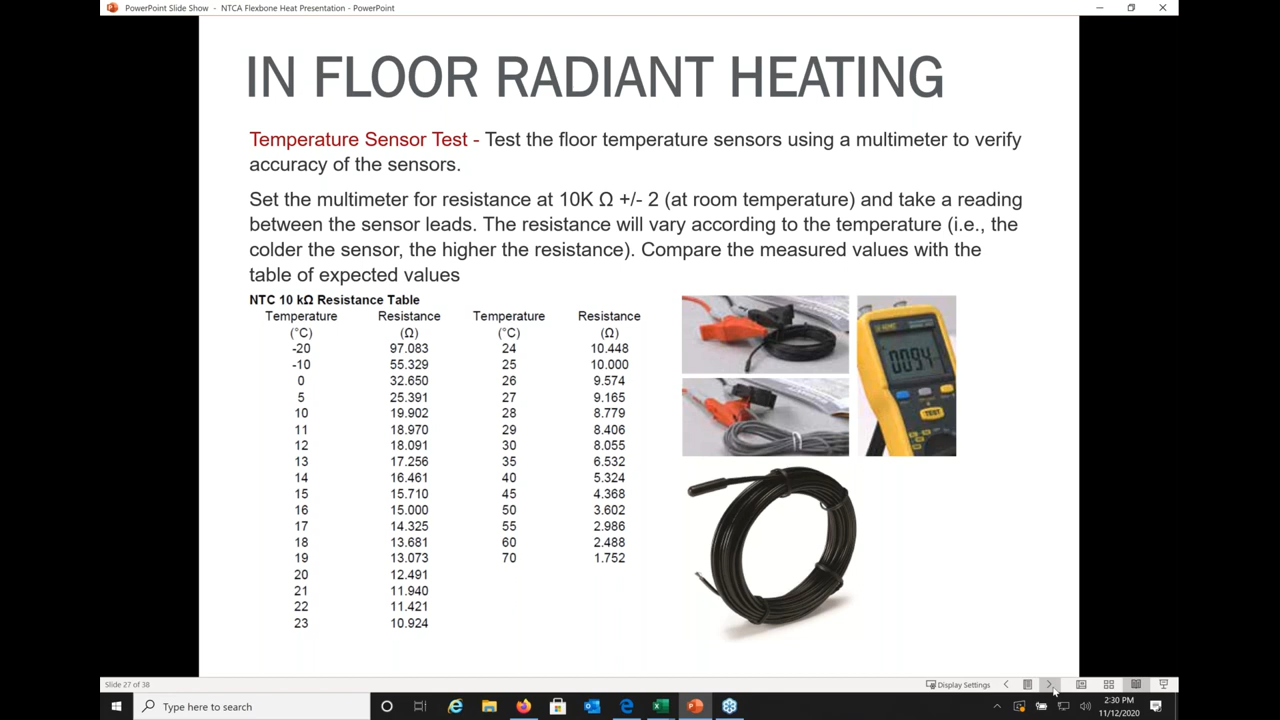 PowerPoint Slide Show - NTCA Flexbone Heat Presentation - PowerPoint
IN FLOOR RADIANT HEATING
Temperature Sensor Test - Test the floor temperature sensors using a multimeter to verify
accuracy of the sensors.
Set the multimeter for resistance at 10K Ω +/- 2 (at room temperature) and take a reading
between the sensor leads. The resistance will vary according to the temperature (i.e., the
colder the sensor, the higher the resistance). Compare the measured values with the
table of expected values
NTC 10 kΩ Resistance Table
Temperature Resistance Temperature Resistance
(°C) (Ω) (°C) (Ω)
-20 97.083 24 10.448
-10 55.329 25 10.000
0 32.650 26 9.574
5 25.391 27 9.165
10 19.902 28 8.779
11 18.970 29 8.406
12 18.091 30 8.055
13 17.256 35 6.532
14 16.461 40 5.324
15 15.710 45 4.368
16 15.000 50 3.602
17 14.325 55 2.986
18 13.681 60 2.488
19 13.073 70 1.752
20 12.491
21 11.940
22 11.421
23 10.924
TEST
Slide 27 of 38
Display Settings
Type here to search
2:30 PM
11/12/2020